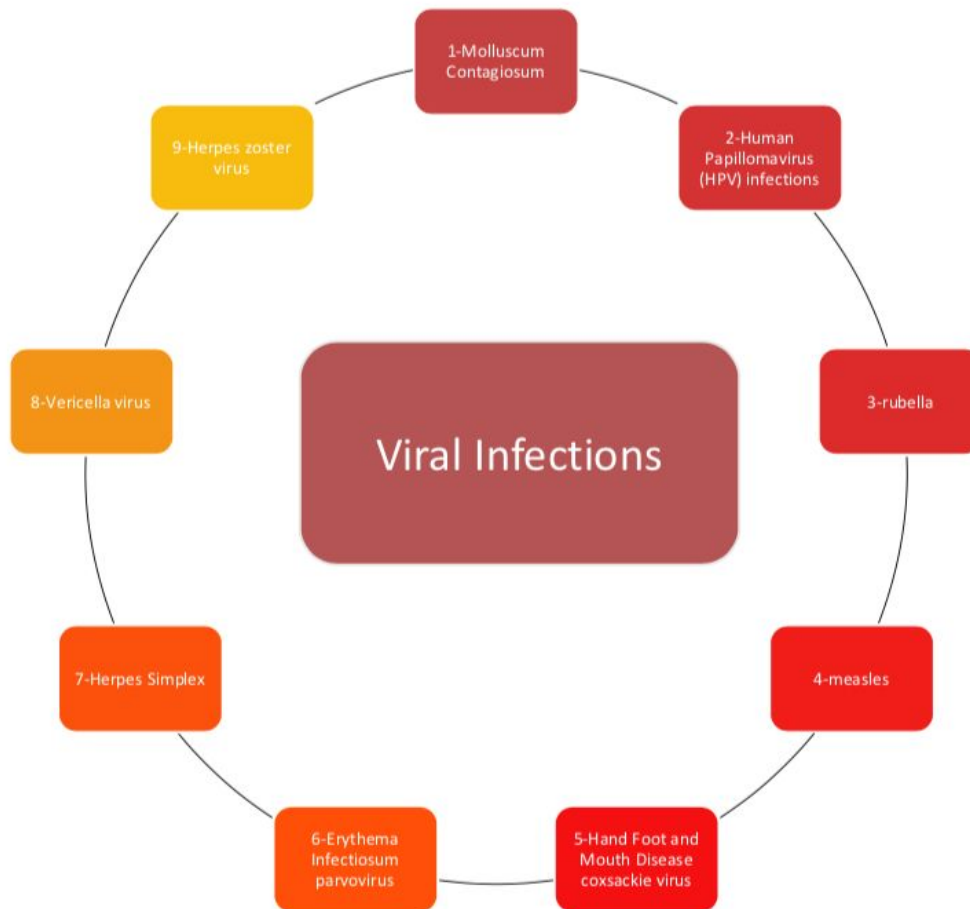 1-Molluscum
Contagiosum
2-Human
Papillomavirus
(HPV) infections
3-rubella
4-measles
5-Hand Foot and
Mouth Disease
coxsackie virus
6-Erythema
Infectiosum
parvovirus
7-Herpes Simplex
8-Vericella virus
9-Herpes zoster
virus
Viral Infections